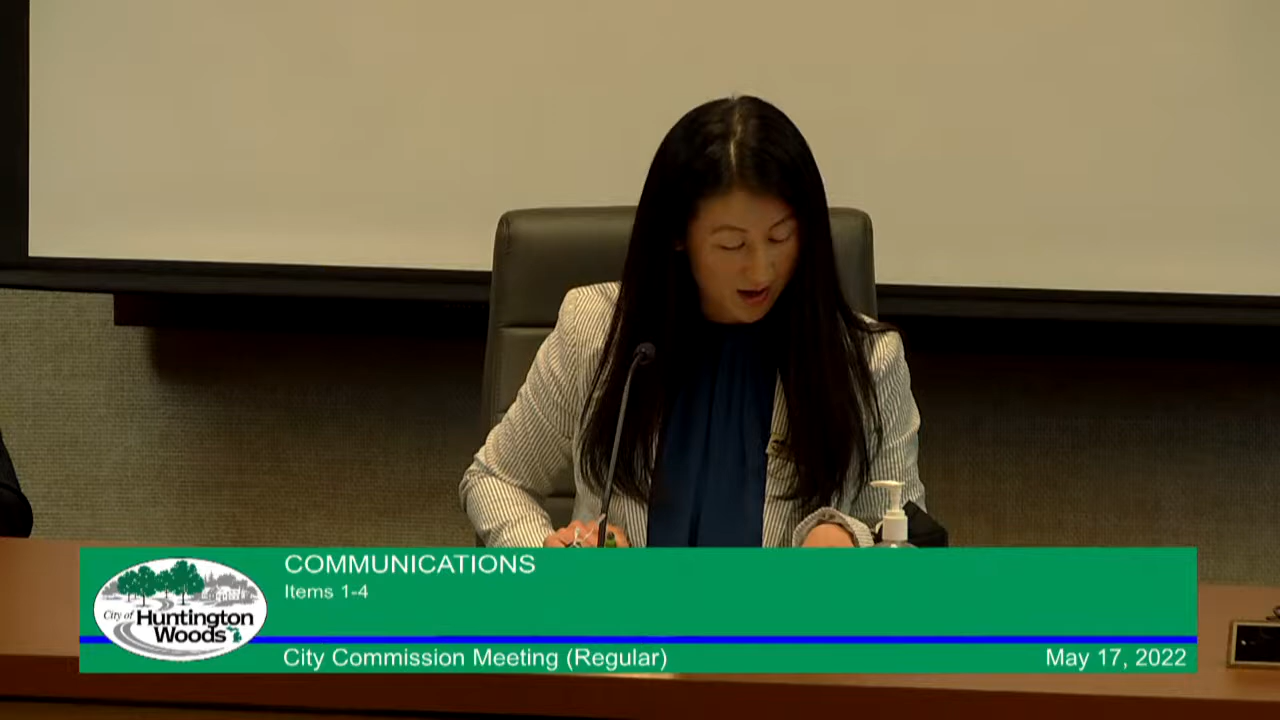 COMMUNICATIONS
Items 1-4
City of Huntington
Woods
City Commission Meeting (Regular)
May 17, 2022